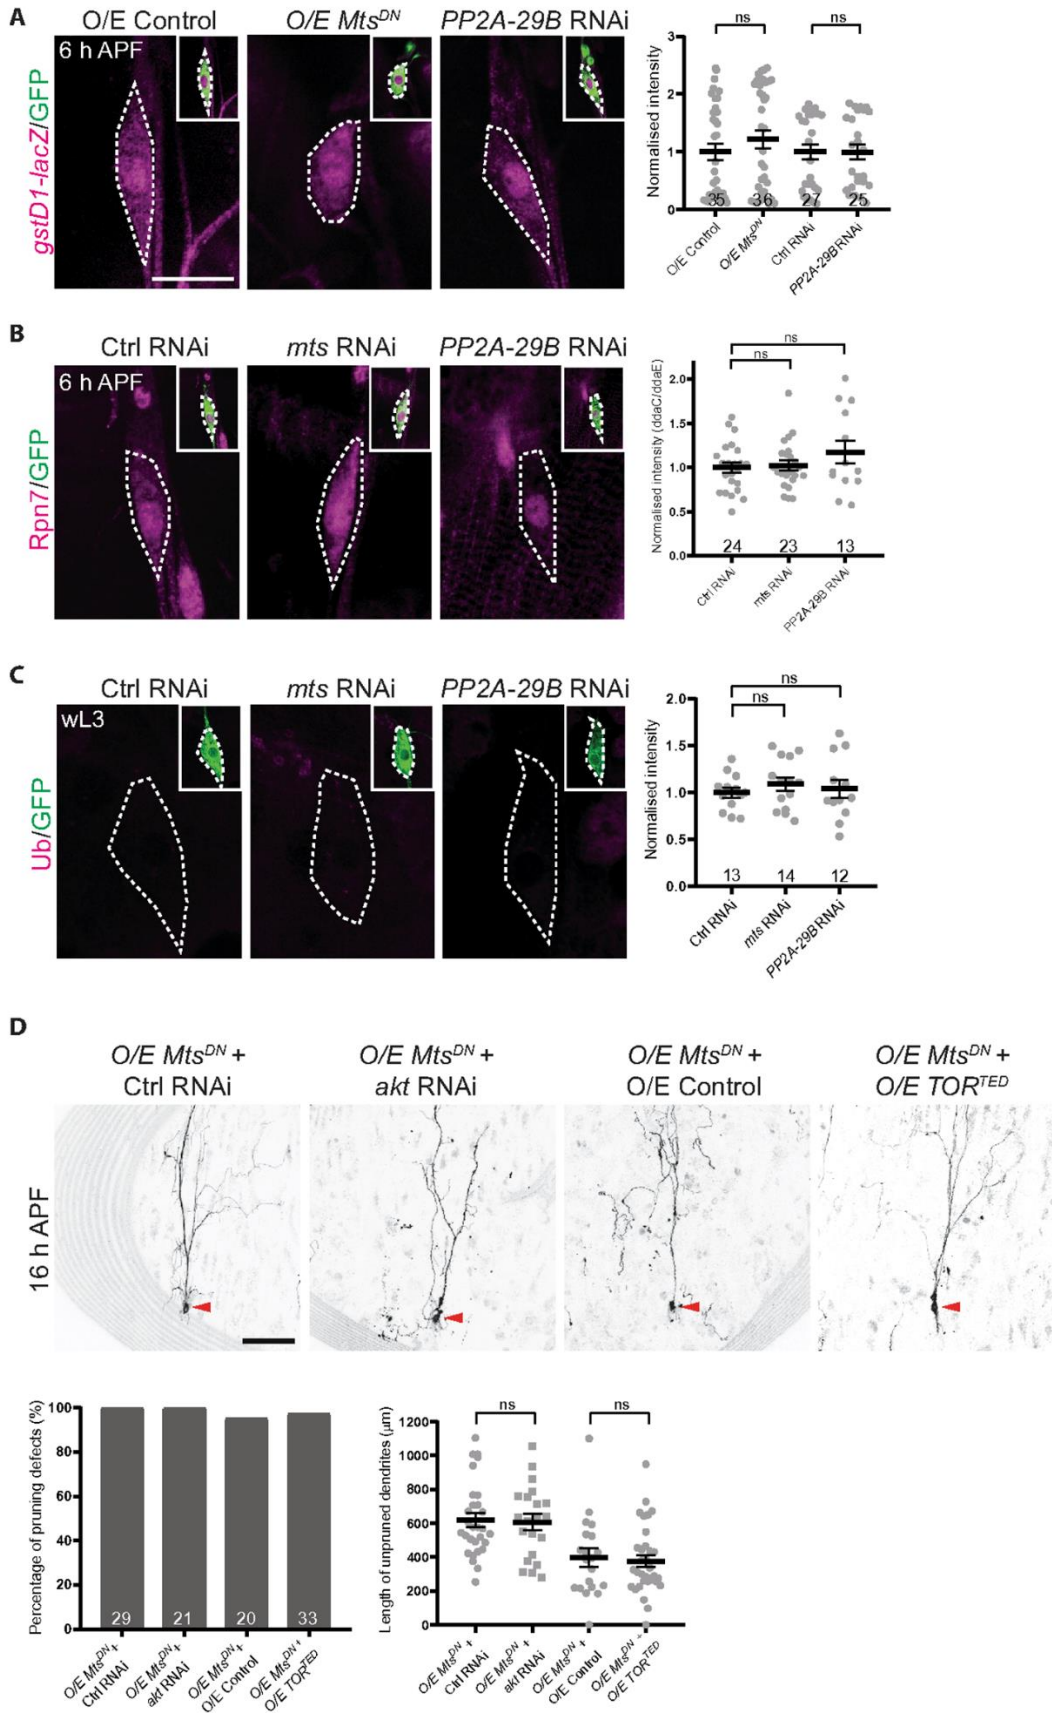 A
O/E Control
O/E Mts^DN
PP2A-29B RNAi
gstD1-lacZ/GFP
6 h APF
Normalised intensity
3
2
1
0
ns
ns
35
36
27
25
O/E Control
O/E Mts^DN
Ctrl RNAi
PP2A-29B RNAi
B
Ctrl RNAi
mts RNAi
PP2A-29B RNAi
Rpn7/GFP
6 h APF
Normalised intensity (ddaC/ddaE)
2.0
1.5
1.0
0.5
0.0
ns
ns
24
23
13
Ctrl RNAi
mts RNAi
PP2A-29B RNAi
C
Ctrl RNAi
mts RNAi
PP2A-29B RNAi
Ub/GFP
wL3
Normalised intensity
2.0
1.5
1.0
0.5
0.0
ns
ns
13
14
12
Ctrl RNAi
mts RNAi
PP2A-29B RNAi
D
O/E Mts^DN +
Ctrl RNAi
O/E Mts^DN +
akt RNAi
O/E Mts^DN +
O/E Control
O/E Mts^DN +
O/E TOR^TED
16 h APF
Percentage of pruning defects (%)
100
80
60
40
20
0
29
21
20
33
O/E Mts^DN +
Ctrl RNAi
O/E Mts^DN +
akt RNAi
O/E Mts^DN +
O/E Control
O/E Mts^DN +
O/E TOR^TED
Length of unpruned dendrites (μm)
1200
1000
800
600
400
200
0
ns
ns
O/E Mts^DN +
Ctrl RNAi
O/E Mts^DN +
akt RNAi
O/E Mts^DN +
O/E Control
O/E Mts^DN +
O/E TOR^TED